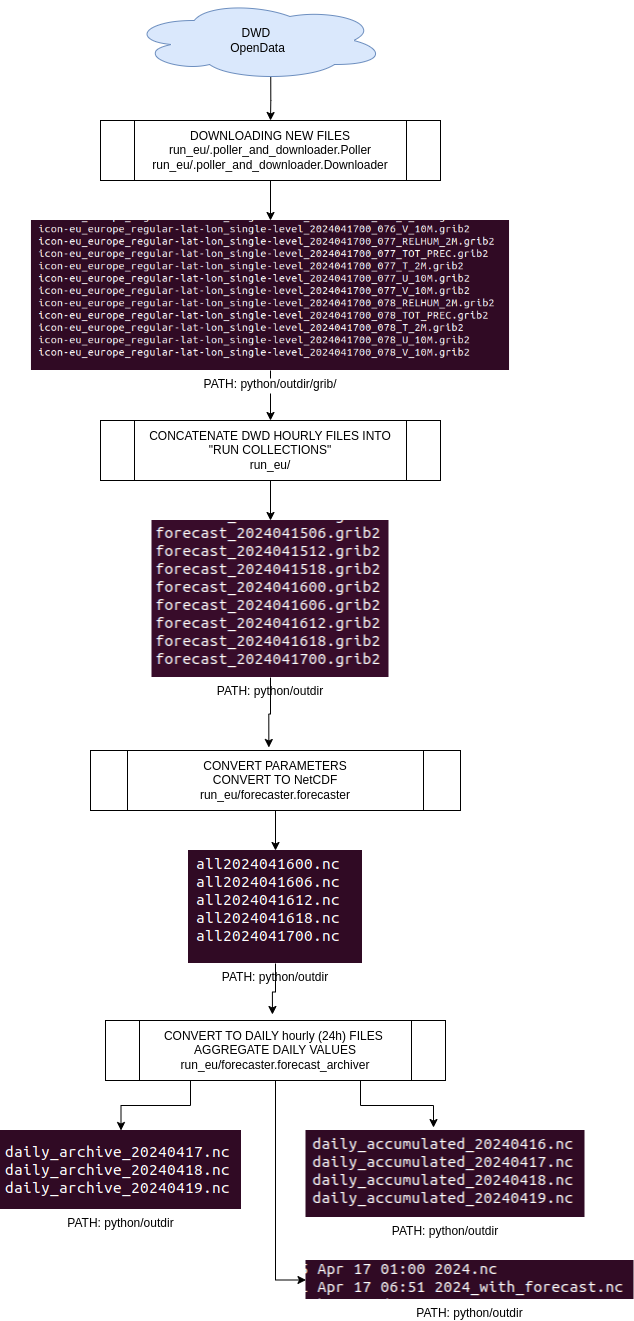 DWD
OpenData
DOWNLOADING NEW FILES
run_eu/.poller_and_downloader.Poller
run_eu/.poller_and_downloader.Downloader
icon-eu_europe_regular-lat-lon_single-level_2024041700_076_V_10M.grib2
icon-eu_europe_regular-lat-lon_single-level_2024041700_077_RELHUM_2M.grib2
icon-eu_europe_regular-lat-lon_single-level_2024041700_077_TOT_PREC.grib2
icon-eu_europe_regular-lat-lon_single-level_2024041700_077_T_2M.grib2
icon-eu_europe_regular-lat-lon_single-level_2024041700_077_U_10M.grib2
icon-eu_europe_regular-lat-lon_single-level_2024041700_077_V_10M.grib2
icon-eu_europe_regular-lat-lon_single-level_2024041700_078_RELHUM_2M.grib2
icon-eu_europe_regular-lat-lon_single-level_2024041700_078_TOT_PREC.grib2
icon-eu_europe_regular-lat-lon_single-level_2024041700_078_T_2M.grib2
icon-eu_europe_regular-lat-lon_single-level_2024041700_078_U_10M.grib2
icon-eu_europe_regular-lat-lon_single-level_2024041700_078_V_10M.grib2
PATH: python/outdir/grib/
CONCATENATE DWD HOURLY FILES INTO
"RUN COLLECTIONS"
run_eu/
forecast_2024041506.grib2
forecast_2024041512.grib2
forecast_2024041518.grib2
forecast_2024041600.grib2
forecast_2024041606.grib2
forecast_2024041612.grib2
forecast_2024041618.grib2
forecast_2024041700.grib2
PATH: python/outdir
CONVERT PARAMETERS
CONVERT TO NetCDF
run_eu/forecaster.forecaster
all2024041600.nc
all2024041606.nc
all2024041612.nc
all2024041618.nc
all2024041700.nc
PATH: python/outdir
CONVERT TO DAILY hourly (24h) FILES
AGGREGATE DAILY VALUES
run_eu/forecaster.forecast_archiver
daily_archive_20240417.nc
daily_archive_20240418.nc
daily_archive_20240419.nc
PATH: python/outdir
daily_accumulated_20240416.nc
daily_accumulated_20240417.nc
daily_accumulated_20240418.nc
daily_accumulated_20240419.nc
PATH: python/outdir
Apr 17 01:00 2024.nc
Apr 17 06:51 2024_with_forecast.nc
PATH: python/outdir